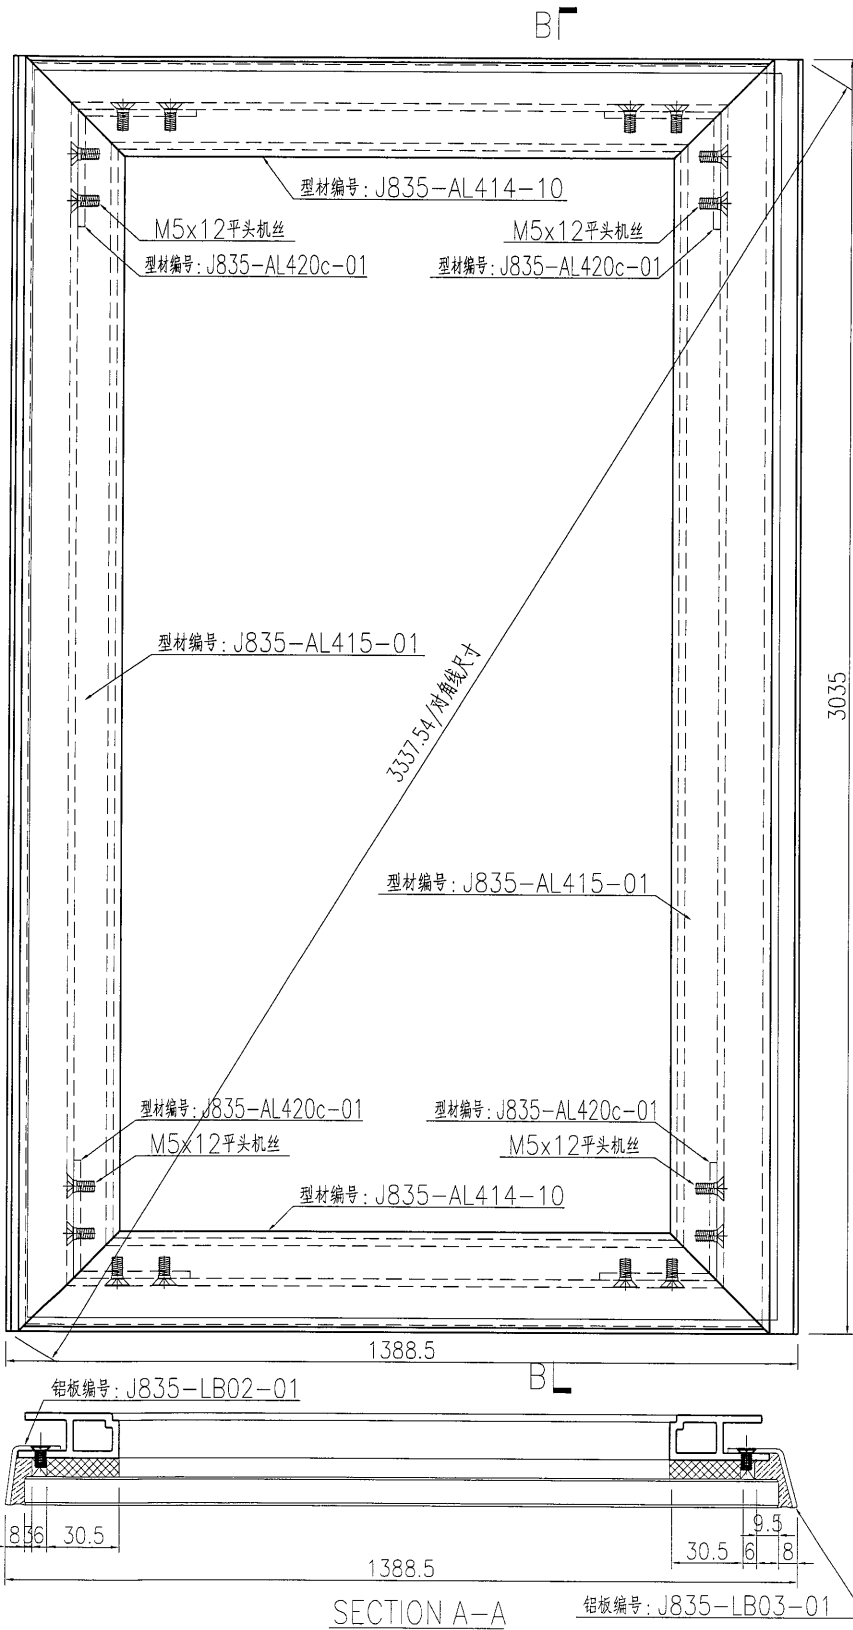 B
型材编号: J835-AL414-10
M5x12平头机丝
M5x12平头机丝
型材编号: J835-AL420c-01
型材编号: J835-AL420c-01
型材编号: J835-AL415-01
3337.54/对角线尺寸
3035
型材编号: J835-AL415-01
型材编号: J835-AL420c-01
型材编号: J835-AL420c-01
M5x12平头机丝
M5x12平头机丝
型材编号: J835-AL414-10
1388.5
B
铝板编号: J835-LB02-01
9.5
8
3
6
30.5
30.5
6
8
1388.5
SECTION A-A
铝板编号: J835-LB03-01